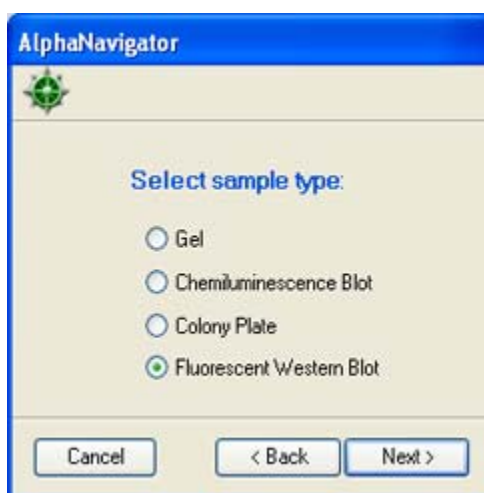 AlphaNavigator
Select sample type:
Gel
Chemiluminescence Blot
Colony Plate
Fluorescent Western Blot
Cancel
< Back
Next >